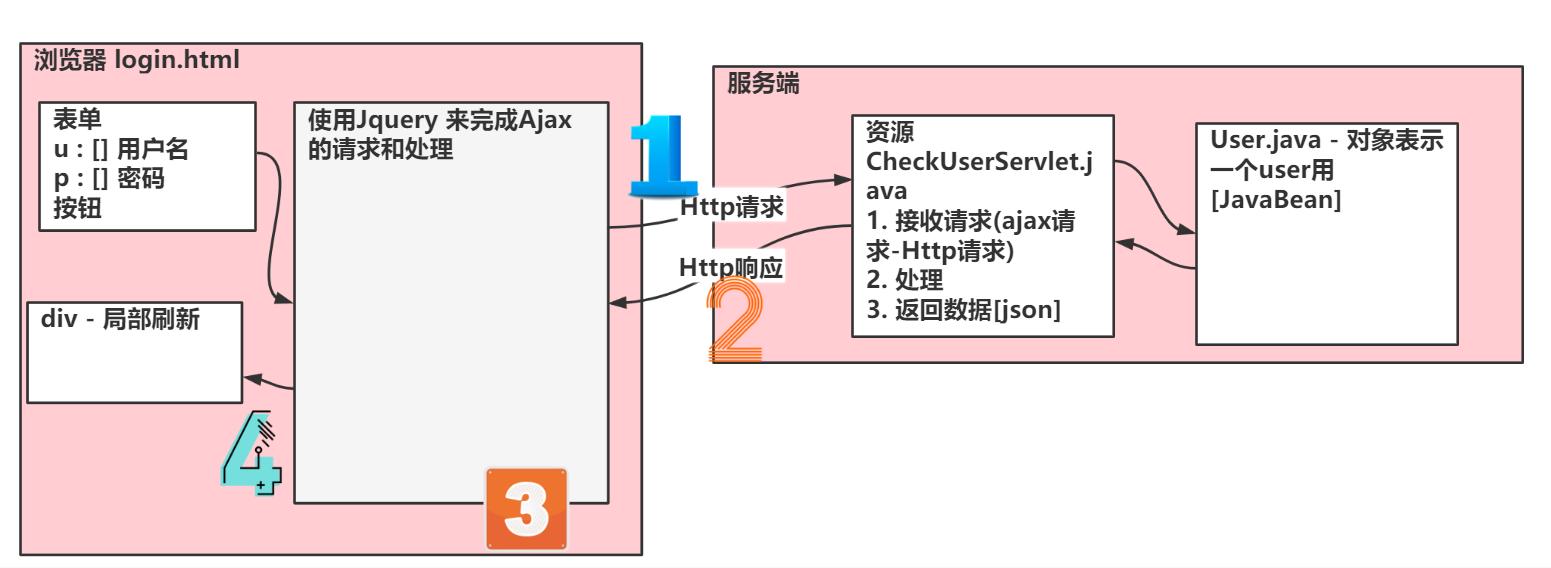 浏览器 login.html
表单
u : [] 用户名
p : [] 密码
按钮
使用Jquery 来完成Ajax
的请求和处理
div - 局部刷新
4
3
1
Http请求
Http响应
2
服务端
资源
CheckUserServlet.j
ava
1. 接收请求(ajax请
求-Http请求)
2. 处理
3. 返回数据[json]
User.java - 对象表示
一个user用
[JavaBean]